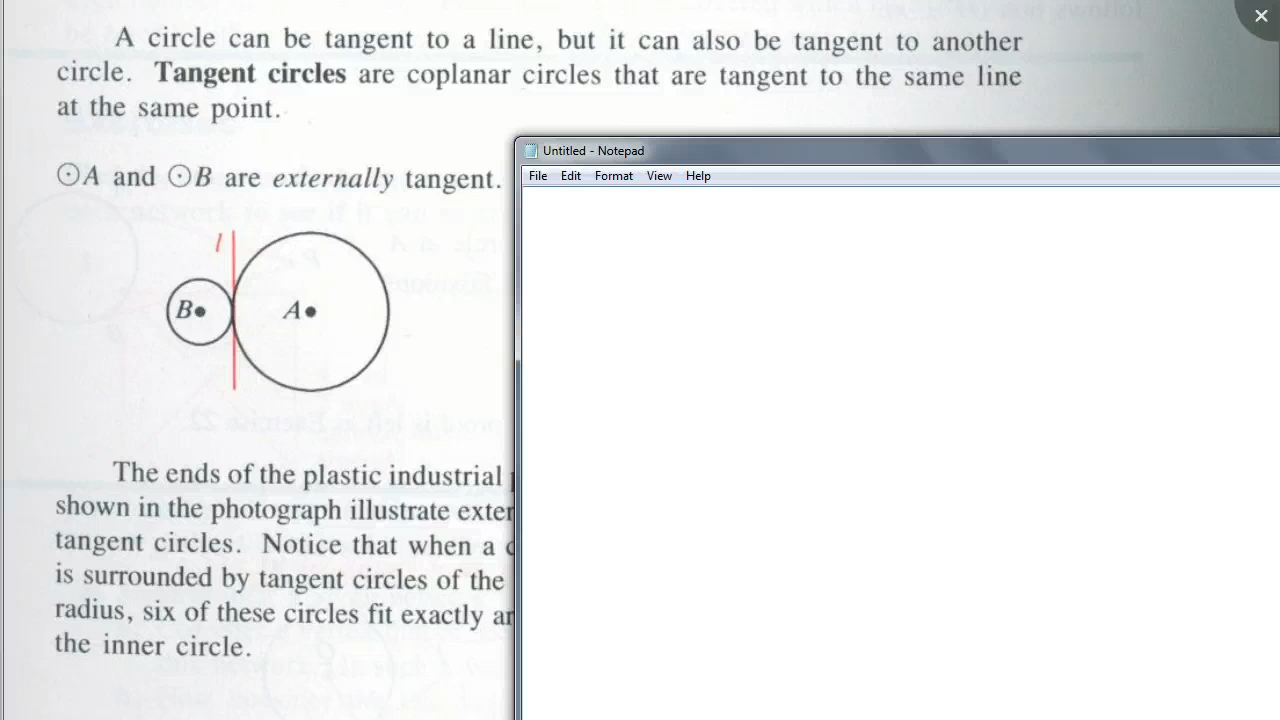 A circle can be tangent to a line, but it can also be tangent to another
circle. Tangent circles are coplanar circles that are tangent to the same line
at the same point.
Untitled - Notepad
File Edit Format View Help
⊙A and ⊙B are externally tangent.
l
B A
The ends of the plastic industrial
shown in the photograph illustrate exter
tangent circles. Notice that when a
is surrounded by tangent circles of the
radius, six of these circles fit exactly ar
the inner circle.